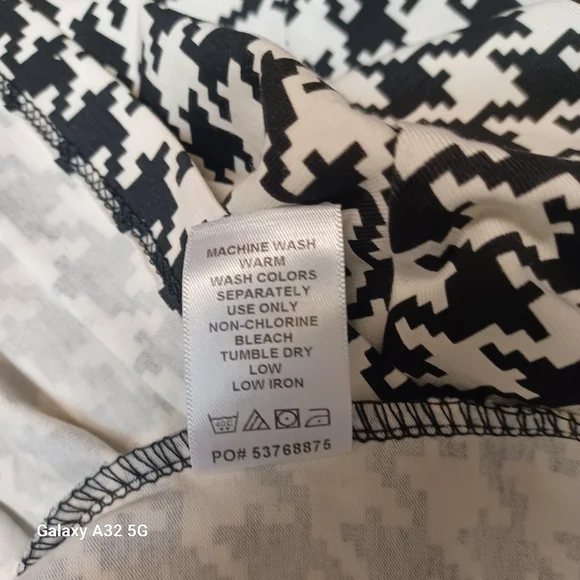 MACHINE WASH
WARM
WASH COLORS
SEPARATELY
USE ONLY
NON-CHLORINE
BLEACH
TUMBLE DRY
LOW
LOW IRON
40C
PO# 53768875
Galaxy A32 5G